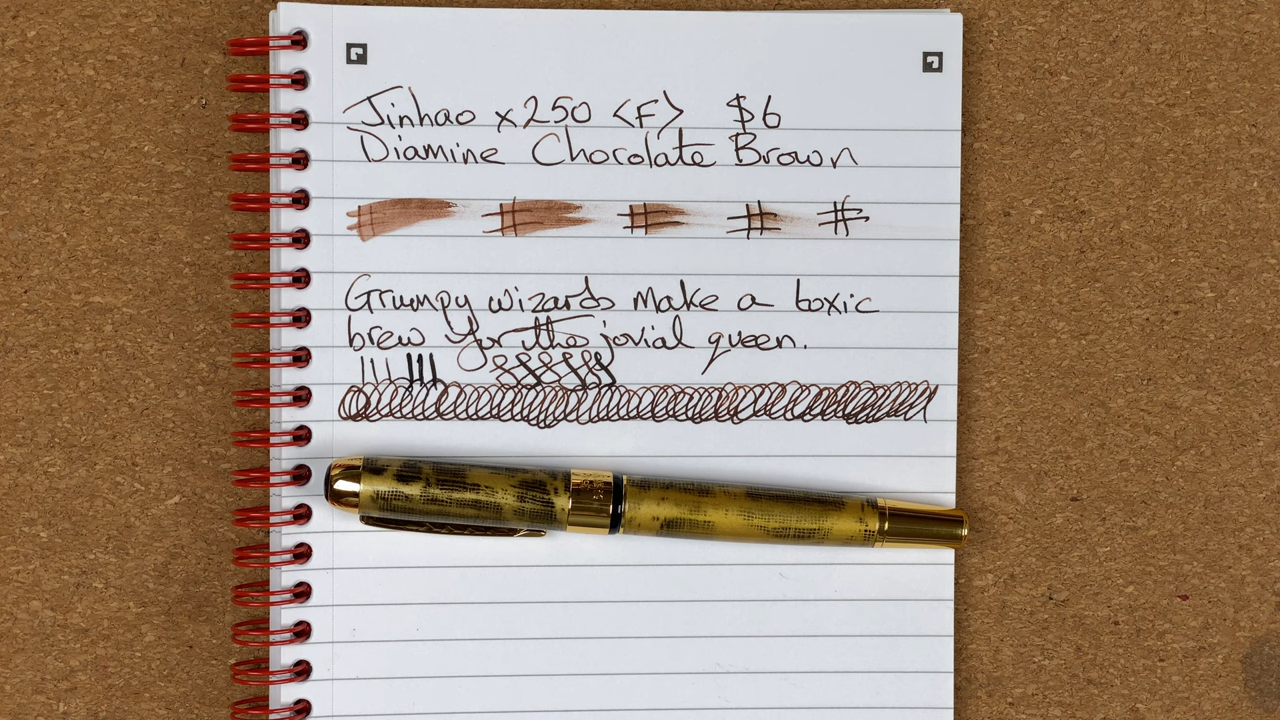 Jinhao x250 <F> $6
Diamine Chocolate Brown
# # # # #
Grumpy wizards make a toxic
brew for the jovial queen.